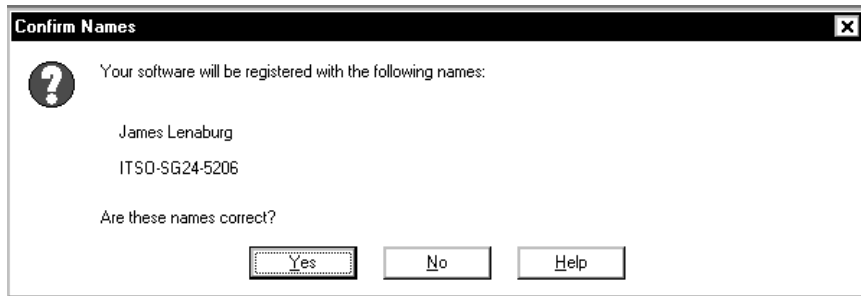 Confirm Names
Your software will be registered with the following names:
James Lenaburg
ITSO-SG24-5206
Are these names correct?
Yes No Help